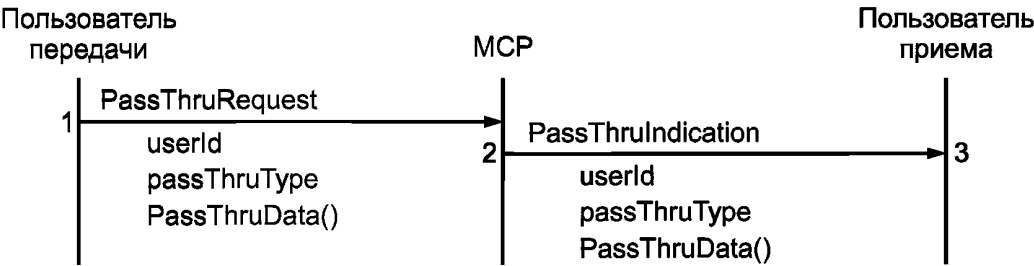 Пользователь
передачи
МСР
Пользователь
приема
PassThruRequest
1
userId
passThruType
PassThruData()
PassThruIndication
2
3
userId
passThruType
PassThruData()